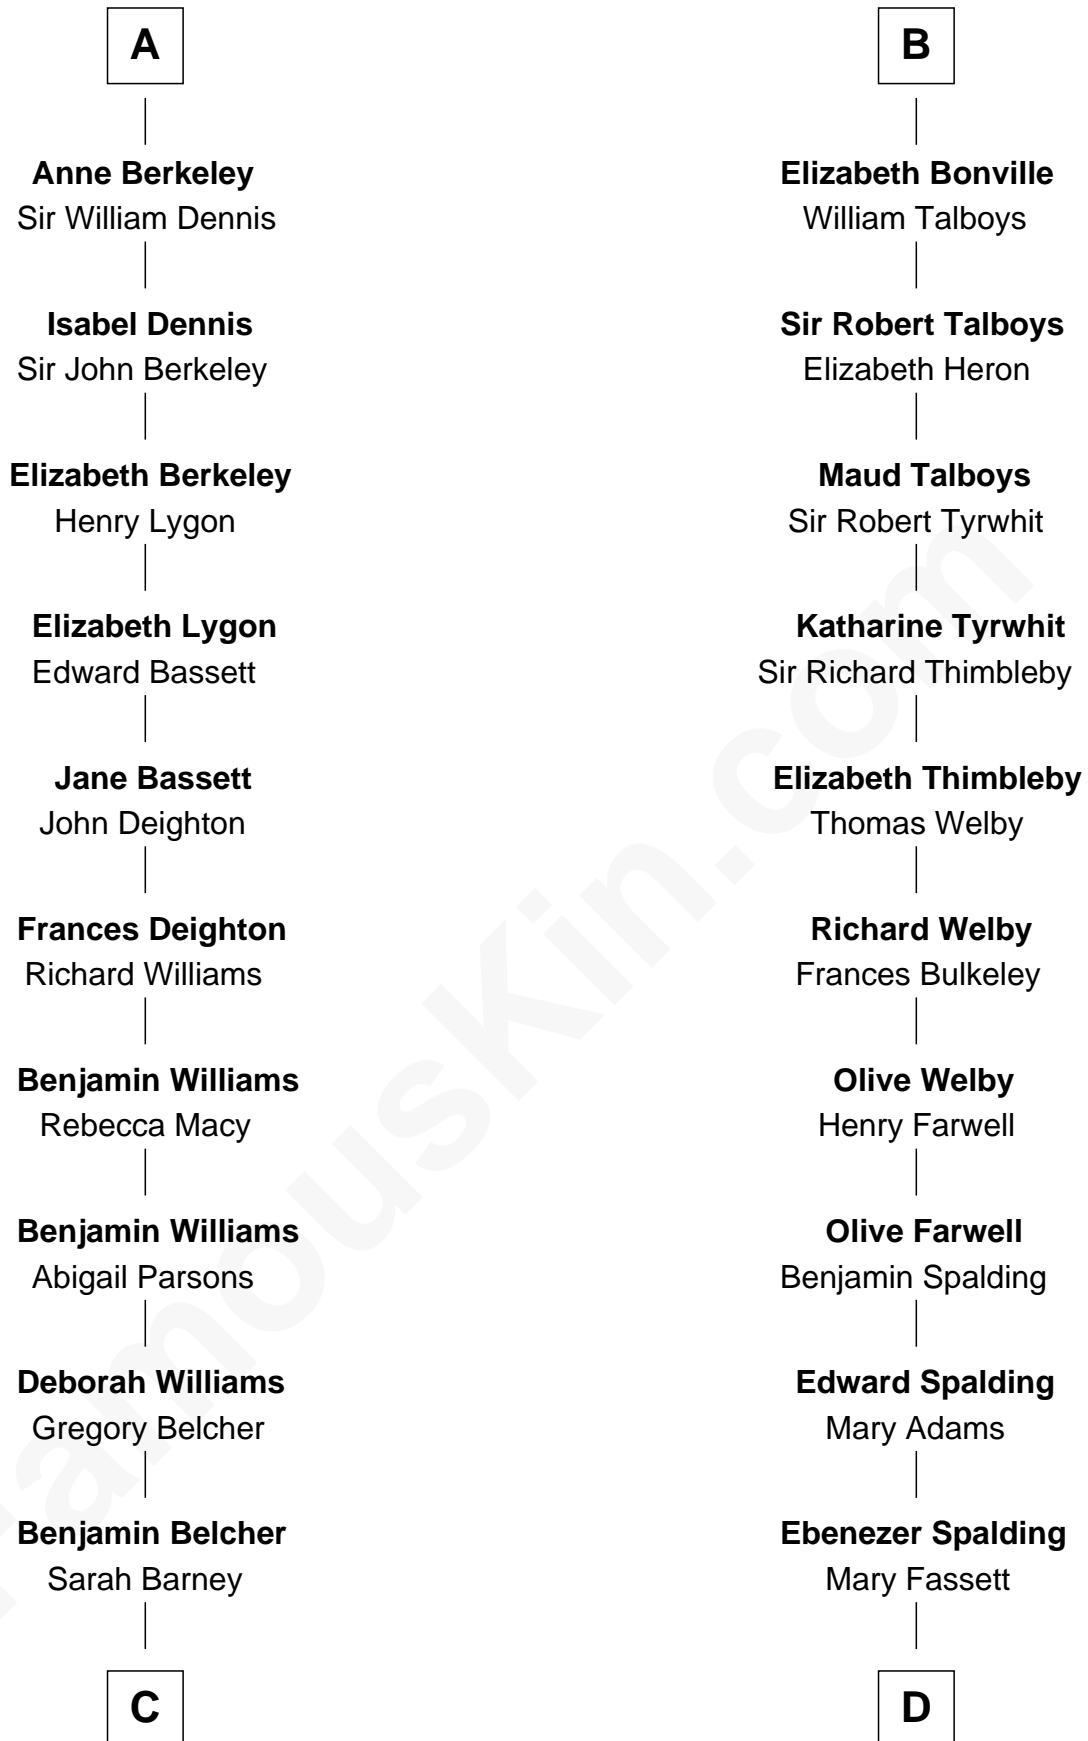 A
Anne Berkeley
Sir William Dennis
Isabel Dennis
Sir John Berkeley
Elizabeth Berkeley
Henry Lygon
Elizabeth Lygon
Edward Bassett
Jane Bassett
John Deighton
Frances Deighton
Richard Williams
Benjamin Williams
Rebecca Macy
Benjamin Williams
Abigail Parsons
Deborah Williams
Gregory Belcher
Benjamin Belcher
Sarah Barney
C
B
Elizabeth Bonville
William Talboys
Sir Robert Talboys
Elizabeth Heron
Maud Talboys
Sir Robert Tyrwhit
Katharine Tyrwhit
Sir Richard Thimbleby
Elizabeth Thimbleby
Thomas Welby
Richard Welby
Frances Bulkeley
Olive Welby
Henry Farwell
Olive Farwell
Benjamin Spalding
Edward Spalding
Mary Adams
Ebenezer Spalding
Mary Fassett
D
FamousKin.com